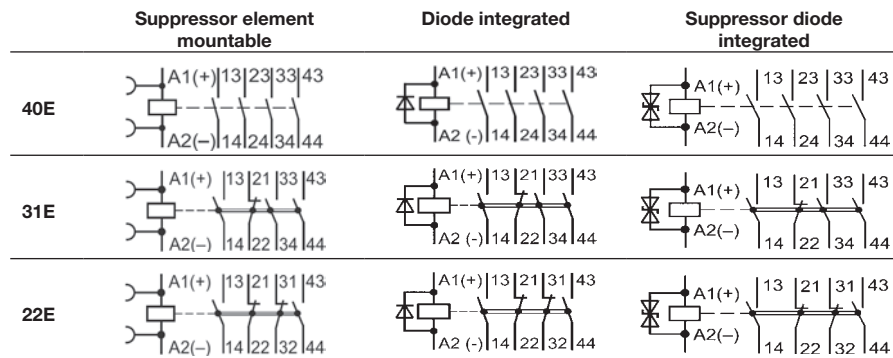 Suppressor element mountable
Diode integrated
Suppressor diode integrated
40E
A1(+) 13 23 33 43
A2(–) 14 24 34 44
A1(+) 13 23 33 43
A2 (-) 14 24 34 44
A1(+) 13 23 33 43
A2(–) 14 24 34 44
31E
A1(+) 13 21 33 43
A2(–) 14 22 34 44
A1(+) 13 21 33 43
A2 (-) 14 22 34 44
A1(+) 13 21 33 43
A2(–) 14 22 34 44
22E
A1(+) 13 21 31 43
A2(–) 14 22 32 44
A1(+) 13 21 31 43
A2 (-) 14 22 32 44
A1(+) 13 21 31 43
A2(–) 14 22 32 44